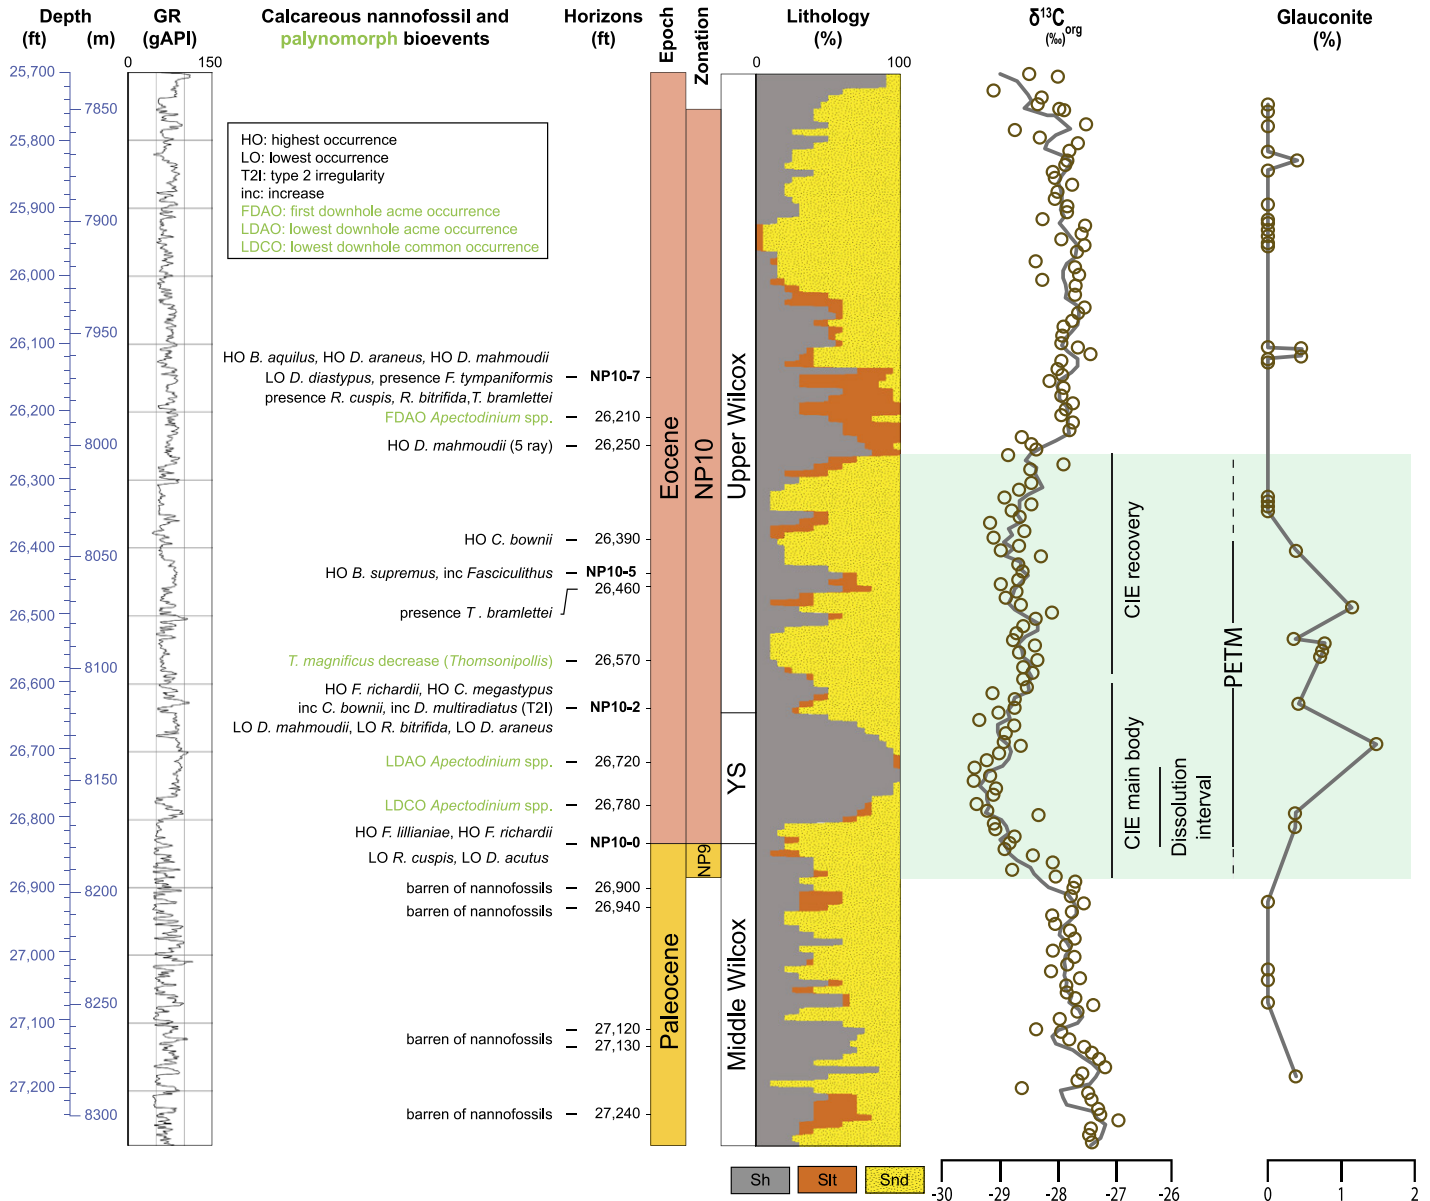 Depth
(ft) (m)
GR
(gAPI)
Calcareous nannofossil and
palynomorph bioevents
Horizons
(ft)
Epoch
Zonation
Lithology
(%)
δ¹³C org
(‰)
Glauconite
(%)
0 150
0 100
25,700
25,800
25,900
26,000
26,100
26,200
26,300
26,400
26,500
26,600
26,700
26,800
26,900
27,000
27,100
27,200
7850
7900
7950
8000
8050
8100
8150
8200
8250
8300
HO: highest occurrence
LO: lowest occurrence
T2I: type 2 irregularity
inc: increase
FDAO: first downhole acme occurrence
LDAO: lowest downhole acme occurrence
LDCO: lowest downhole common occurrence
HO B. aquilus, HO D. araneus, HO D. mahmoudii
LO D. diastypus, presence F. tympaniformis NP10-7
presence R. cuspis, R. bitrifida,T. bramlettei
FDAO Apectodinium spp. 26,210
HO D. mahmoudii (5 ray) 26,250
HO C. bownii 26,390
HO B. supremus, inc Fasciculithus NP10-5
26,460
presence T . bramlettei
T. magnificus decrease (Thomsonipollis) 26,570
HO F. richardii, HO C. megastypus
inc C. bownii, inc D. multiradiatus (T2I) NP10-2
LO D. mahmoudii, LO R. bitrifida, LO D. araneus
LDAO Apectodinium spp. 26,720
LDCO Apectodinium spp. 26,780
HO F. lillianiae, HO F. richardii
NP10-0
LO R. cuspis, LO D. acutus
barren of nannofossils 26,900
barren of nannofossils 26,940
27,120
barren of nannofossils
27,130
barren of nannofossils 27,240
Eocene
Paleocene
NP10
NP9
Upper Wilcox
YS
Middle Wilcox
CIE recovery
CIE main body
Dissolution
interval
PETM
Sh
Slt
Snd
-30 -29 -28 -27 -26
0 1 2